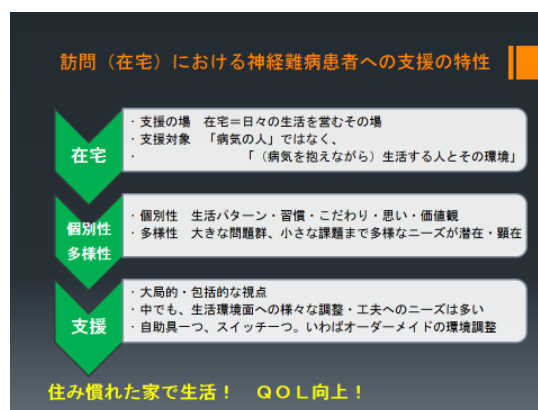 訪問（在宅）における神経難病患者への支援の特性
在宅
・支援の場　在宅＝日々の生活を営むその場
・支援対象　「病気の人」ではなく、
・　　　　　　　「（病気を抱えながら）生活する人とその環境」
個別性
多様性
・個別性　生活パターン・習慣・こだわり・思い・価値観
・多様性　大きな問題群、小さな課題まで多様なニーズが潜在・顕在
支援
・大局的・包括的な視点
・中でも、生活環境面への様々な調整・工夫へのニーズは多い
・自助具一つ、スイッチ一つ。いわばオーダーメイドの環境調整
住み慣れた家で生活！　ＱＯＬ向上！